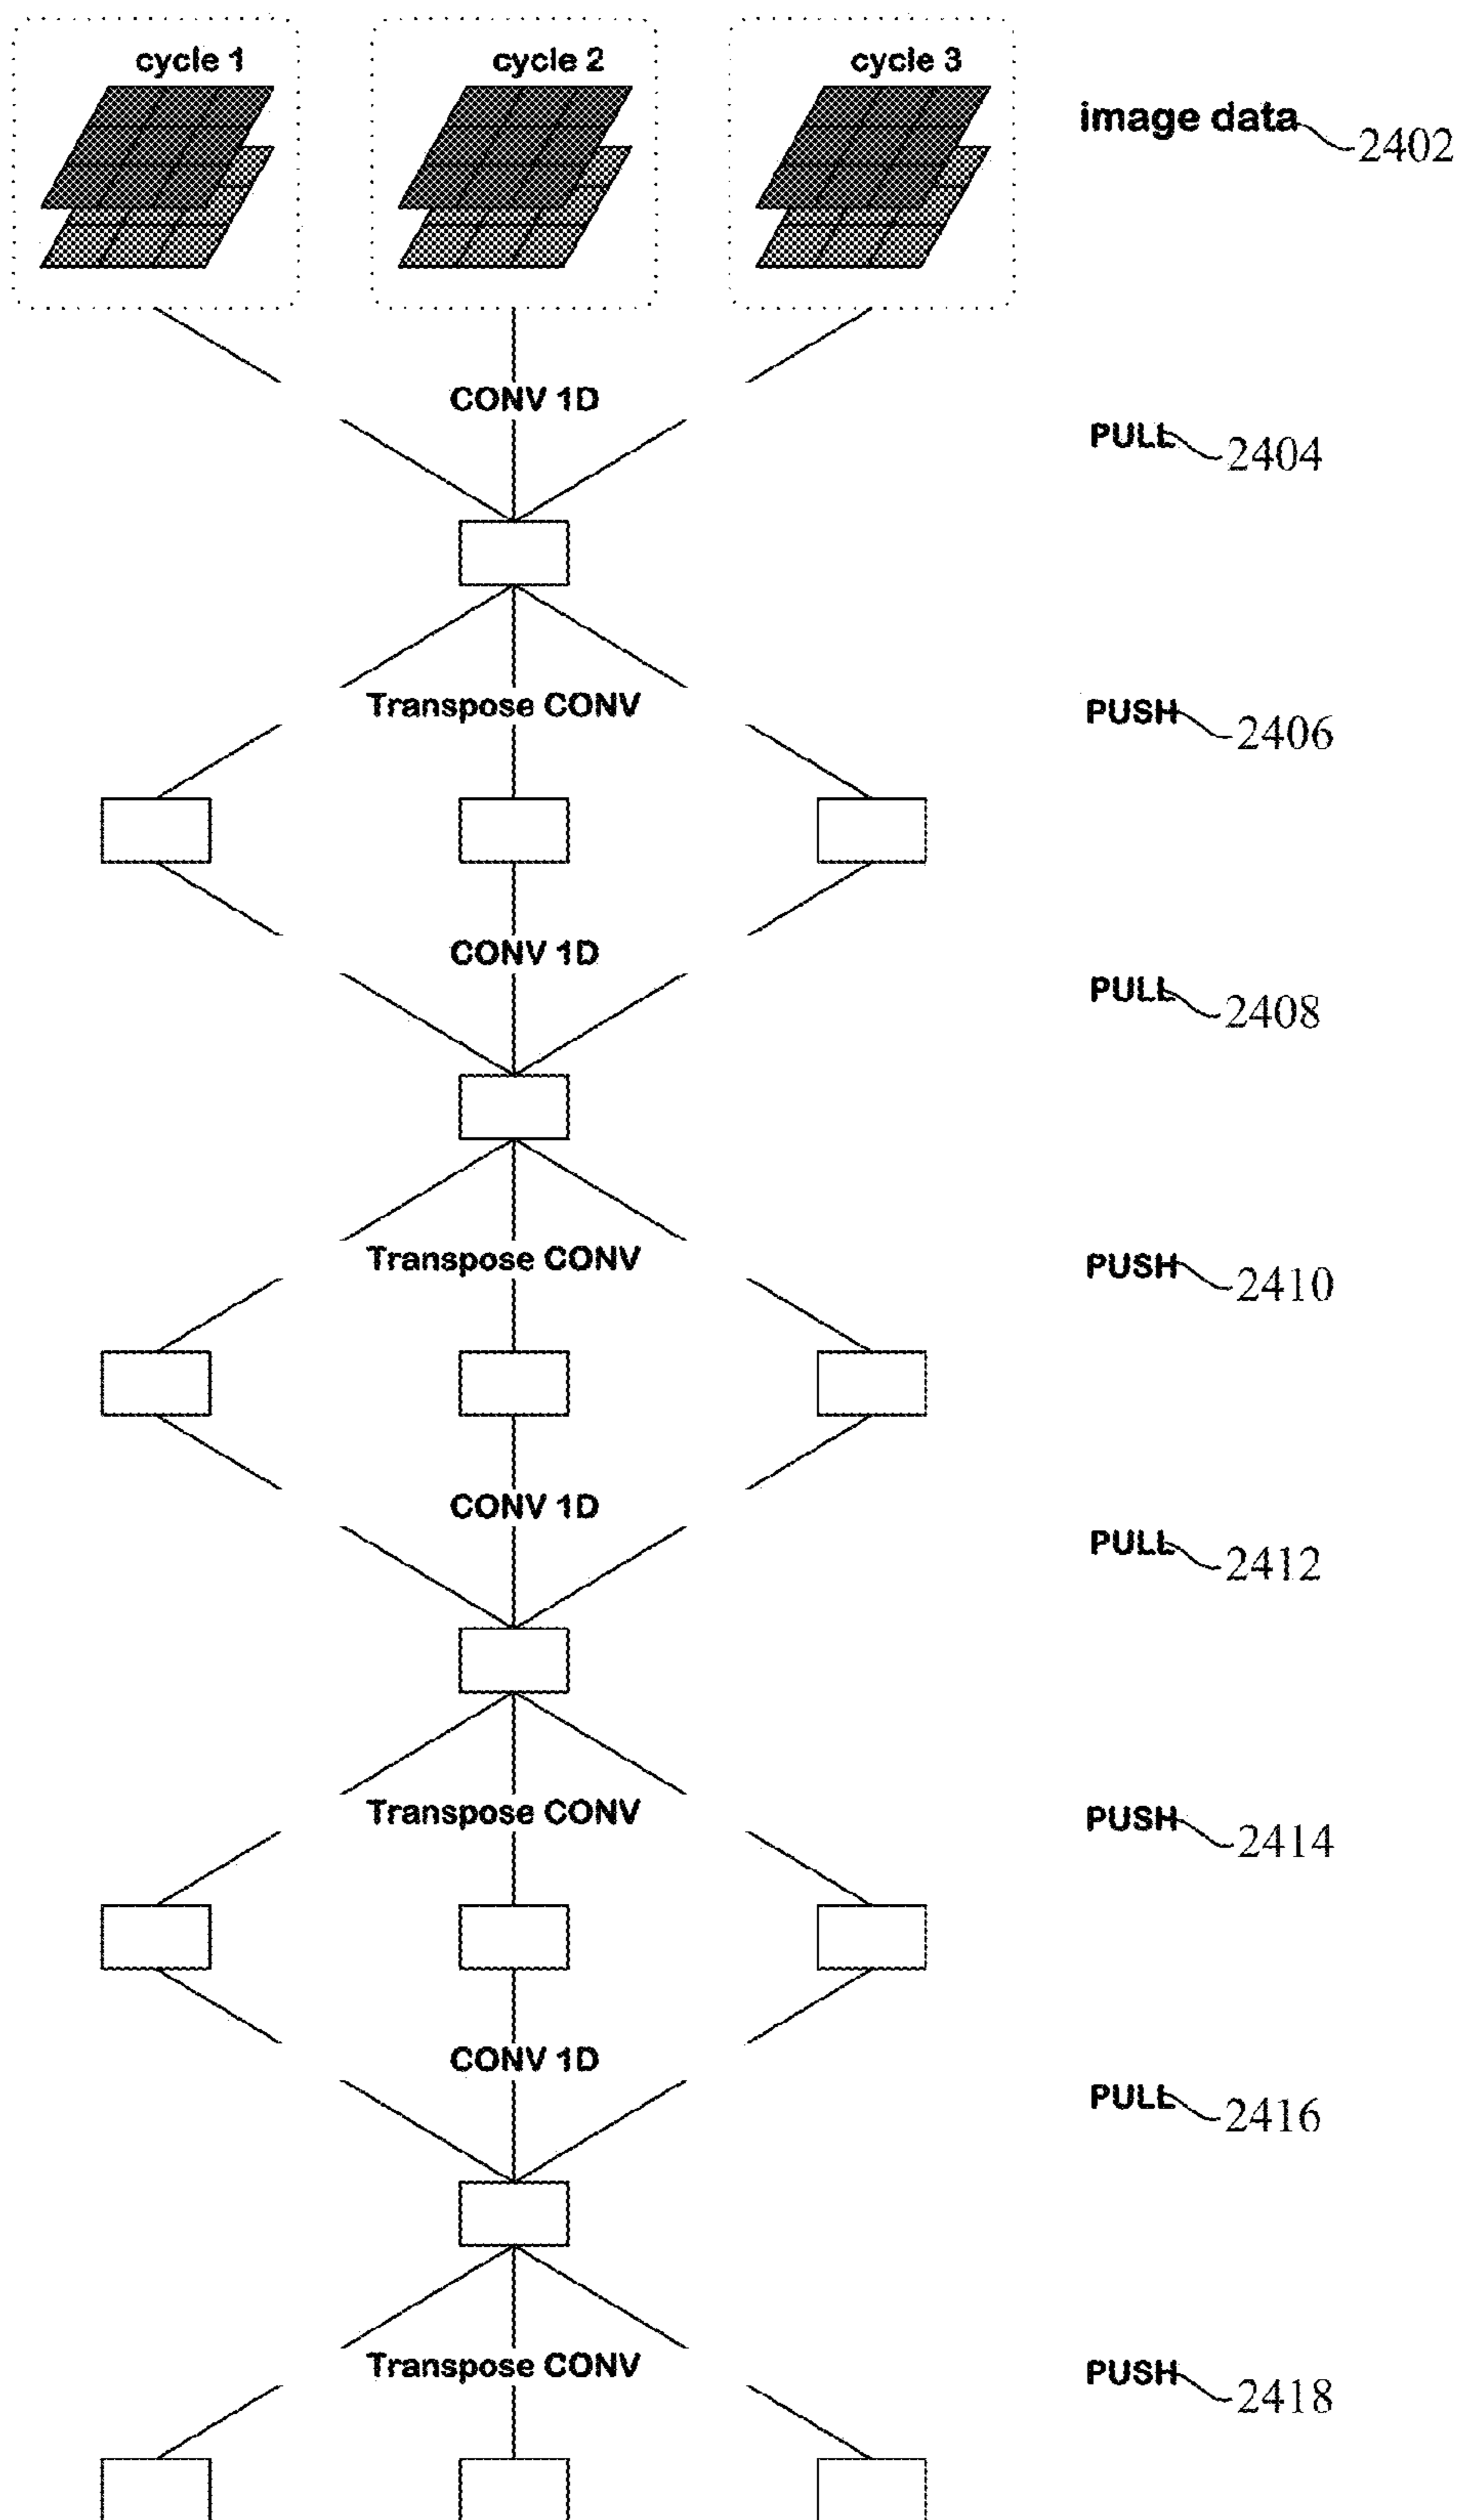 cycle 1 cycle 2 cycle 3
image data 2402
CONV 1D
PULL 2404
Transpose CONV
PUSH 2406
CONV 1D
PULL 2408
Transpose CONV
PUSH 2410
CONV 1D
PULL 2412
Transpose CONV
PUSH 2414
CONV 1D
PULL 2416
Transpose CONV
PUSH 2418